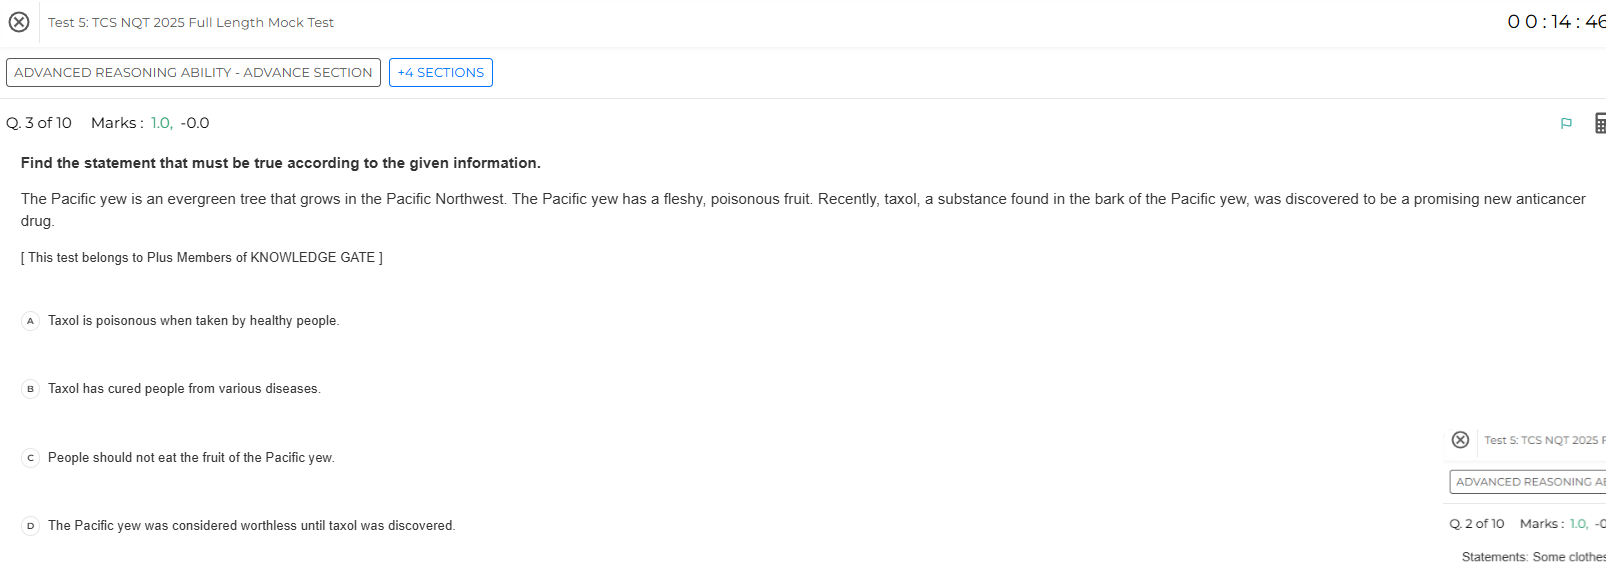 Test 5: TCS NQT 2025 Full Length Mock Test
0 0 : 14 : 46
ADVANCED REASONING ABILITY - ADVANCE SECTION
+4 SECTIONS
Q. 3 of 10 Marks : 1.0, -0.0
Find the statement that must be true according to the given information.
The Pacific yew is an evergreen tree that grows in the Pacific Northwest. The Pacific yew has a fleshy, poisonous fruit. Recently, taxol, a substance found in the bark of the Pacific yew, was discovered to be a promising new anticancer
drug.
[ This test belongs to Plus Members of KNOWLEDGE GATE ]
A Taxol is poisonous when taken by healthy people.
B Taxol has cured people from various diseases.
C People should not eat the fruit of the Pacific yew.
D The Pacific yew was considered worthless until taxol was discovered.
Test 5: TCS NQT 2025
ADVANCED REASONING
Q. 2 of 10 Marks : 1.0,
Statements: Some clothes